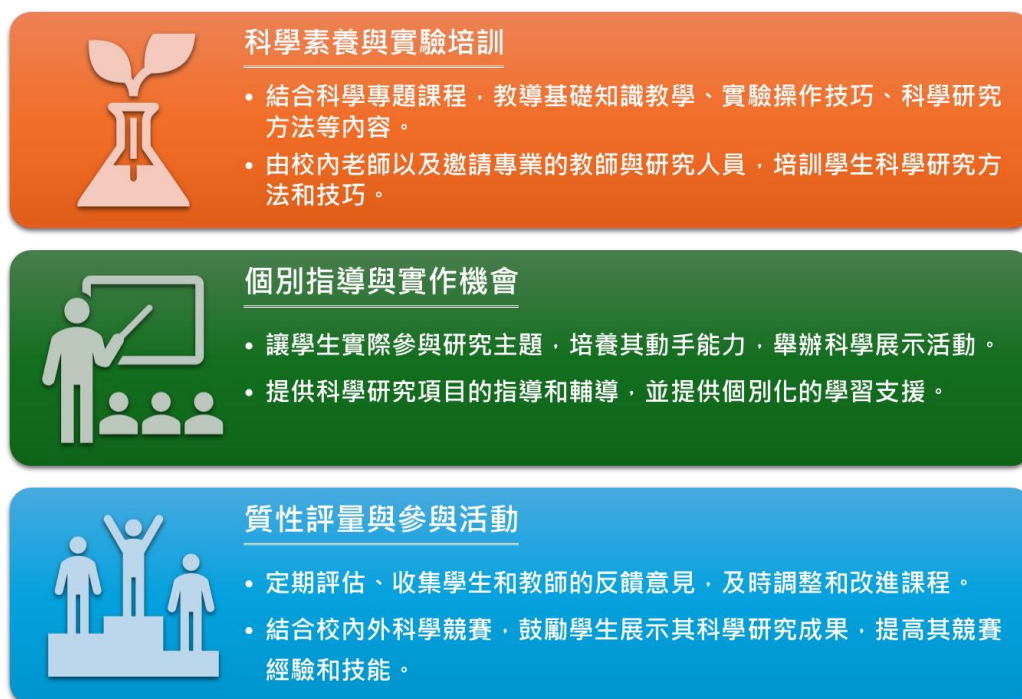 科學素養與實驗培訓
• 結合科學專題課程，教導基礎知識教學、實驗操作技巧、科學研究
方法等內容。
• 由校內老師以及邀請專業的教師與研究人員，培訓學生科學研究方
法和技巧。
個別指導與實作機會
• 讓學生實際參與研究主題，培養其動手能力，舉辦科學展示活動。
• 提供科學研究項目的指導和輔導，並提供個別化的學習支援。
質性評量與參與活動
• 定期評估、收集學生和教師的反饋意見，及時調整和改進課程。
• 結合校內外科學競賽，鼓勵學生展示其科學研究成果，提高其競賽
經驗和技能。